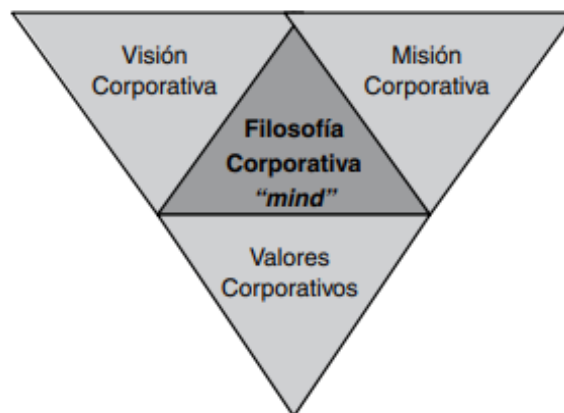 Visión
Corporativa
Misión
Corporativa
Filosofía
Corporativa
“mind”
Valores
Corporativos